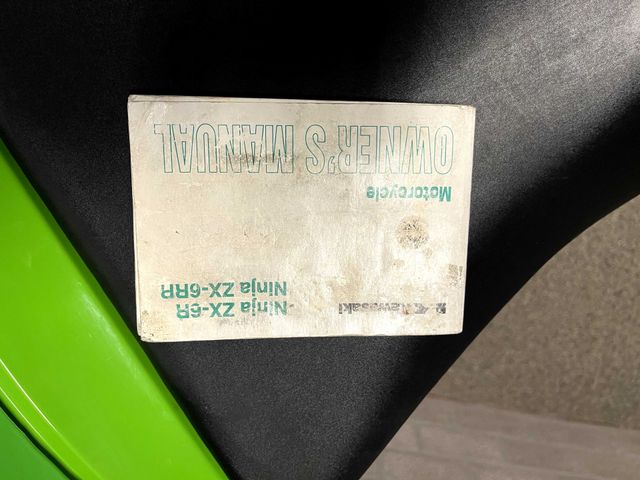 OWNER'S MANUAL
Motorcycle
Kawasaki
Ninja ZX-6R
Ninja ZX-6RR